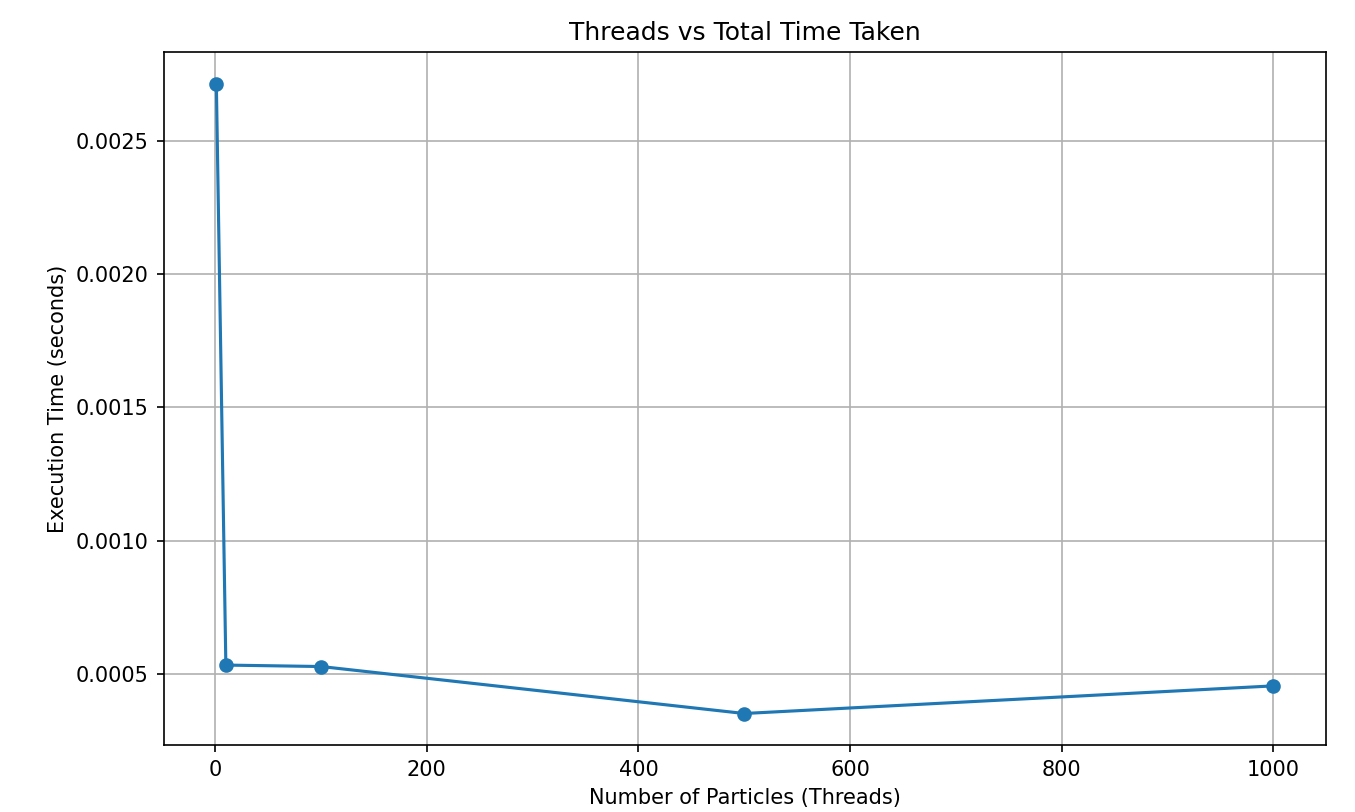 Threads vs Total Time Taken
Execution Time (seconds)
0.0025
0.0020
0.0015
0.0010
0.0005
0 200 400 600 800 1000
Number of Particles (Threads)